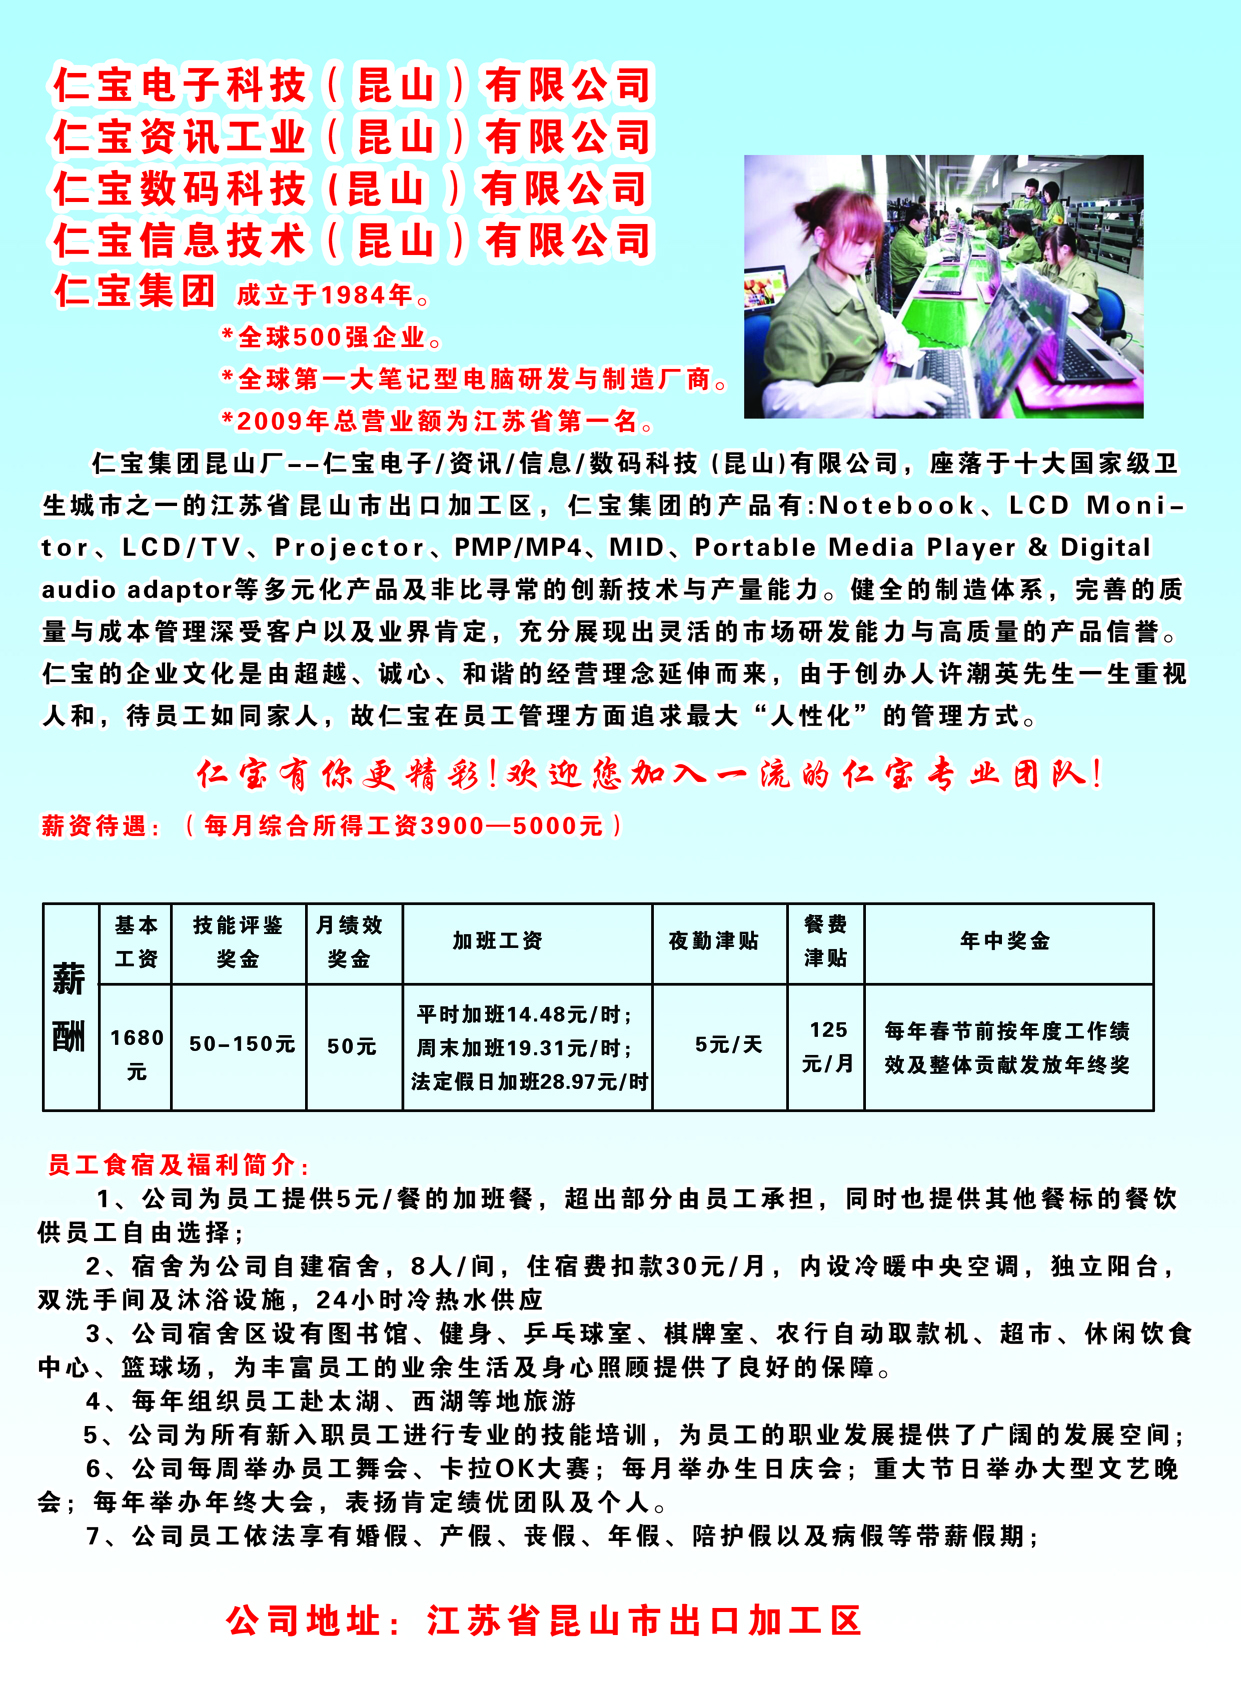 仁宝电子科技（昆山）有限公司
仁宝资讯工业（昆山）有限公司
仁宝数码科技(昆山 ）有限公司
仁宝信息技术（昆山）有限公司
仁宝集团 成立于1984年。
*全球500强企业。
*全球第一大笔记型电脑研发与制造厂商。
*2009年总营业额为江苏省第一名。
仁宝集团昆山厂--仁宝电子/资讯/信息/数码科技 (昆山)有限公司，座落于十大国家级卫
生城市之一的江苏省昆山市出口加工区，仁宝集团的产品有:Notebook、LCD Moni-
tor、LCD/TV、Projector、PMP/MP4、MID、Portable Media Player & Digital
audio adaptor等多元化产品及非比寻常的创新技术与产量能力。健全的制造体系，完善的质
量与成本管理深受客户以及业界肯定，充分展现出灵活的市场研发能力与高质量的产品信誉。
仁宝的企业文化是由超越、诚心、和谐的经营理念延伸而来，由于创办人许潮英先生一生重视
人和，待员工如同家人，故仁宝在员工管理方面追求最大“人性化”的管理方式。
仁宝有你更精彩!欢迎您加入一流的仁宝专业团队!
薪资待遇：（每月综合所得工资3900—5000元）
薪酬
基本工资 技能评鉴奖金 月绩效奖金 加班工资 夜勤津贴 餐费津贴 年中奖金
1680元 50-150元 50元
平时加班14.48元/时；
周末加班19.31元/时；
法定假日加班28.97元/时
5元/天
125元/月
每年春节前按年度工作绩
效及整体贡献发放年终奖
员工食宿及福利简介：
1、公司为员工提供5元/餐的加班餐，超出部分由员工承担，同时也提供其他餐标的餐饮
供员工自由选择；
2、宿舍为公司自建宿舍，8人/间，住宿费扣款30元/月，内设冷暖中央空调，独立阳台，
双洗手间及沐浴设施，24小时冷热水供应
3、公司宿舍区设有图书馆、健身、乒乓球室、棋牌室、农行自动取款机、超市、休闲饮食
中心、篮球场，为丰富员工的业余生活及身心照顾提供了良好的保障。
4、每年组织员工赴太湖、西湖等地旅游
5、公司为所有新入职员工进行专业的技能培训，为员工的职业发展提供了广阔的发展空间；
6、公司每周举办员工舞会、卡拉OK大赛；每月举办生日庆会；重大节日举办大型文艺晚
会；每年举办年终大会，表扬肯定绩优团队及个人。
7、公司员工依法享有婚假、产假、丧假、年假、陪护假以及病假等带薪假期；
公司地址：江苏省昆山市出口加工区